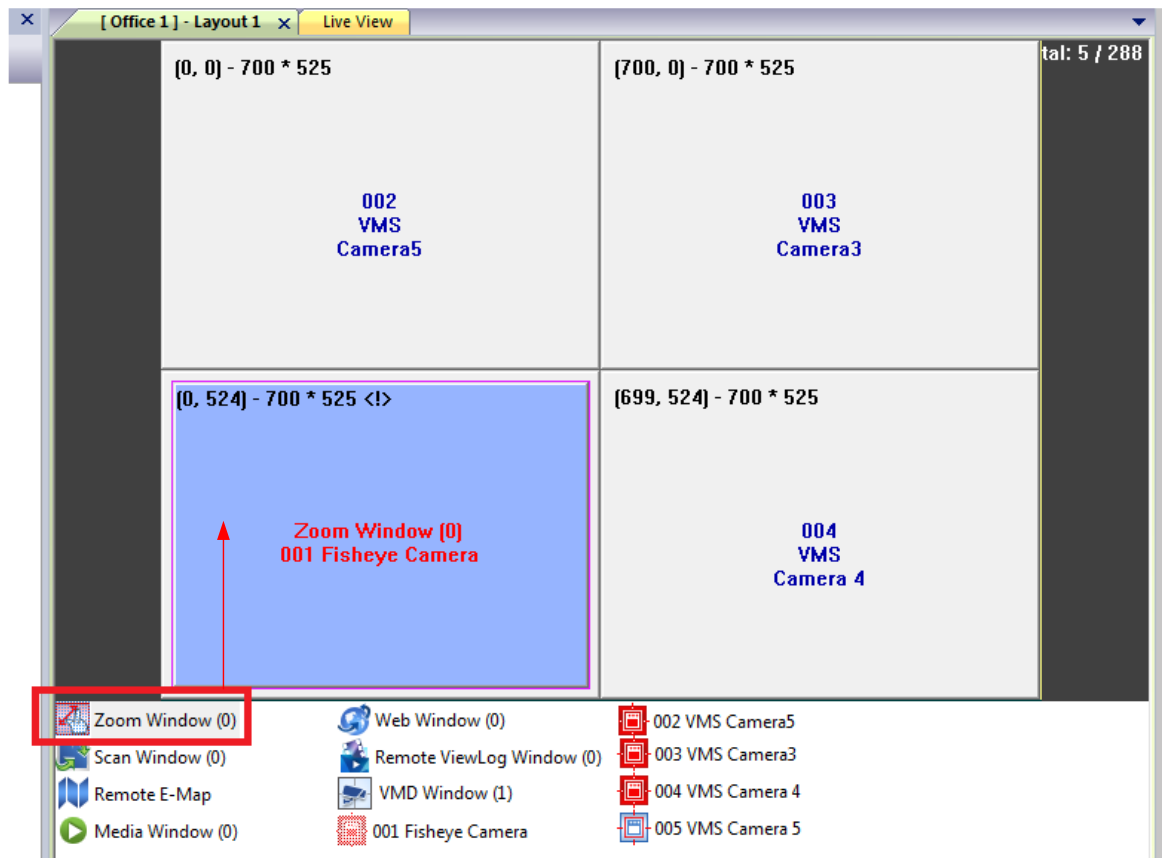 [ Office 1 ] - Layout 1
Live View
tal: 5 / 288
(0, 0) - 700 * 525
(700, 0) - 700 * 525
002
VMS
Camera5
003
VMS
Camera3
(0, 524) - 700 * 525 <!>
(699, 524) - 700 * 525
Zoom Window (0)
001 Fisheye Camera
004
VMS
Camera 4
Zoom Window (0)
Web Window (0)
002 VMS Camera5
Scan Window (0)
Remote ViewLog Window (0)
003 VMS Camera3
Remote E-Map
VMD Window (1)
004 VMS Camera 4
Media Window (0)
001 Fisheye Camera
005 VMS Camera 5